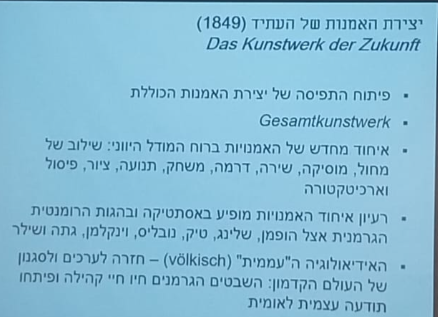 יצירת האמנות של העתיד (1849)
Das Kunstwerk der Zukunft
▪ פיתוח התפיסה של יצירת האמנות הכוללת
▪ Gesamtkunstwerk
▪ איחוד מחדש של האמנויות ברוח המודל היווני: שילוב של
מחול, מוסיקה, שירה, דרמה, משחק, תנועה, ציור, פיסול
וארכיטקטורה
▪ רעיון איחוד האמנויות מופיע באסתטיקה ובהגות הרומנטית
הגרמנית אצל הופמן, שלינג, טיק, נובליס, וינקלמן, גתה ושילר
▪ האידיאולוגיה ה"עממית" (völkisch) – חזרה לערכים ולסגנון
של העולם הקדמון: השבטים הגרמנים חיו חיי קהילה ופיתחו
תודעה עצמית לאומית